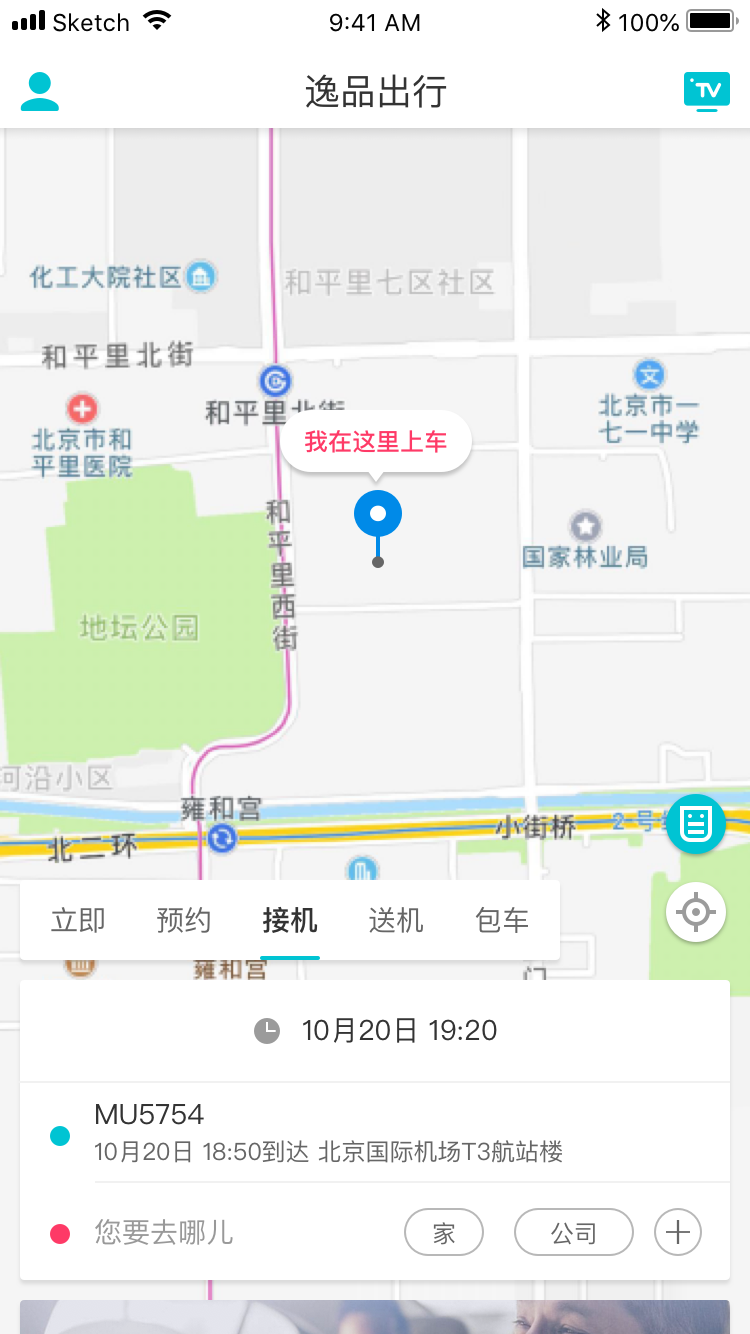 Sketch 9:41 AM 100%
逸品出行
TV
化工大院社区
和平里七区社区
和平里北街
和平里北街
北京市一
七一中学
北京市和
平里医院
我在这里上车
和平里西街
国家林业局
地坛公园
河沿小区
雍和宫
小街桥
2号线
北二环
立即 预约 接机 送机 包车
雍和宫
门
10月20日 19:20
MU5754
10月20日 18:50到达 北京国际机场T3航站楼
您要去哪儿 家 公司